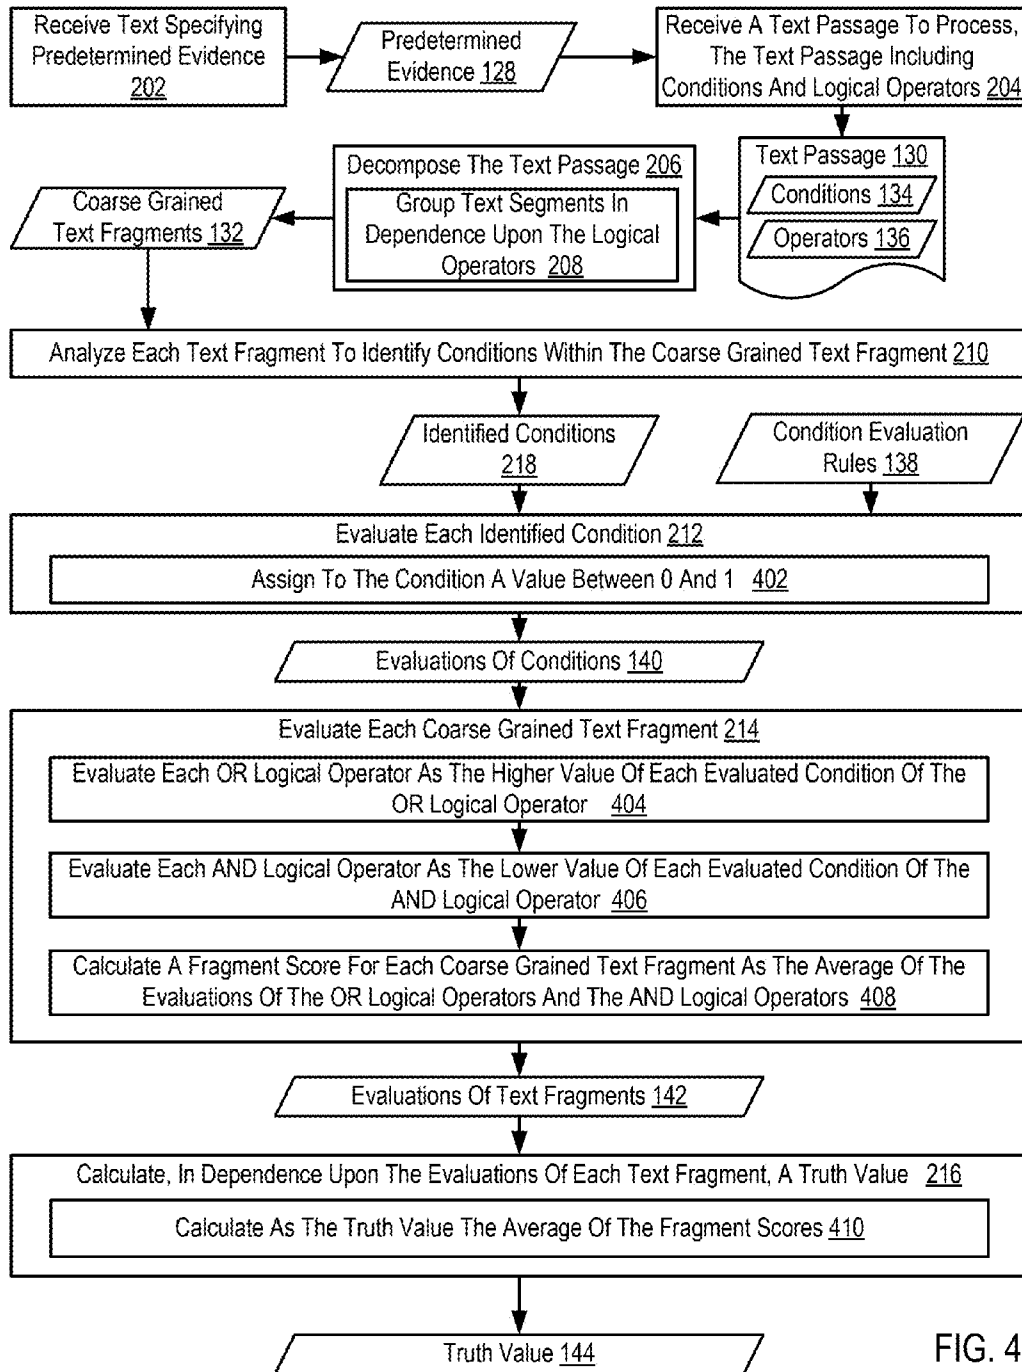 Receive Text Specifying
Predetermined Evidence
202
Predetermined
Evidence 128
Receive A Text Passage To Process,
The Text Passage Including
Conditions And Logical Operators 204
Text Passage 130
Conditions 134
Operators 136
Decompose The Text Passage 206
Group Text Segments In
Dependence Upon The Logical
Operators 208
Coarse Grained
Text Fragments 132
Analyze Each Text Fragment To Identify Conditions Within The Coarse Grained Text Fragment 210
Identified Conditions
218
Condition Evaluation
Rules 138
Evaluate Each Identified Condition 212
Assign To The Condition A Value Between 0 And 1 402
Evaluations Of Conditions 140
Evaluate Each Coarse Grained Text Fragment 214
Evaluate Each OR Logical Operator As The Higher Value Of Each Evaluated Condition Of The
OR Logical Operator 404
Evaluate Each AND Logical Operator As The Lower Value Of Each Evaluated Condition Of The
AND Logical Operator 406
Calculate A Fragment Score For Each Coarse Grained Text Fragment As The Average Of The
Evaluations Of The OR Logical Operators And The AND Logical Operators 408
Evaluations Of Text Fragments 142
Calculate, In Dependence Upon The Evaluations Of Each Text Fragment, A Truth Value 216
Calculate As The Truth Value The Average Of The Fragment Scores 410
Truth Value 144
FIG. 4